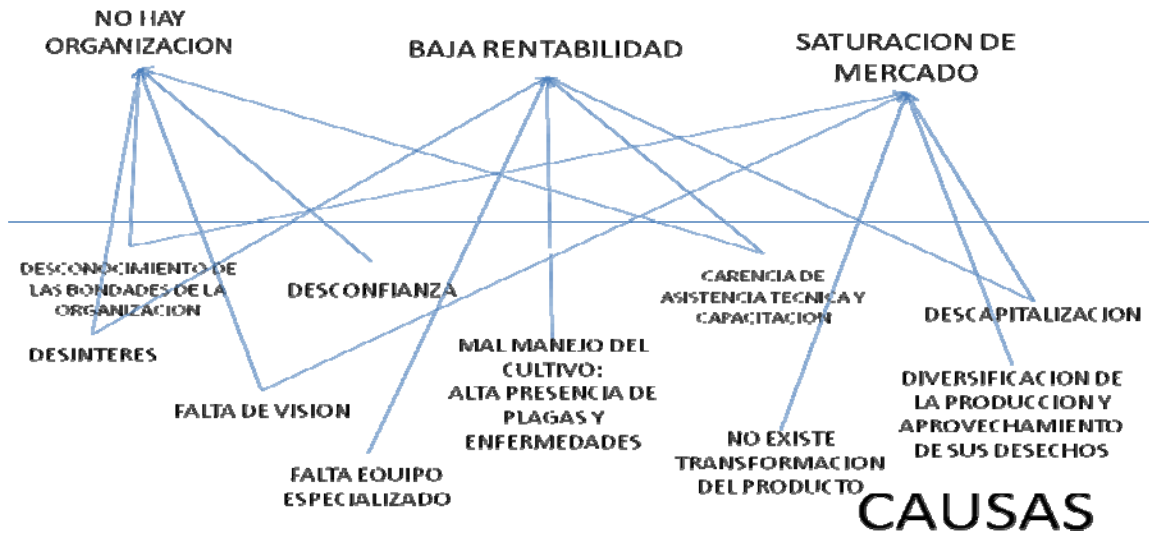 NO HAY
ORGANIZACION
BAJA RENTABILIDAD
SATURACION DE
MERCADO
DESCONOCIMIENTO DE
LAS BONDADES DE LA
ORGANIZACION
DESCONFIANZA
CARENCIA DE
ASISTENCIA TECNICA Y
CAPACITACION
DESCAPITALIZACION
DESINTERES
MAL MANEJO DEL
CULTIVO:
ALTA PRESENCIA DE
PLAGAS Y
ENFERMEDADES
DIVERSIFICACION DE
LA PRODUCCION Y
APROVECHAMIENTO
DE SUS DESECHOS
FALTA DE VISION
NO EXISTE
TRANSFORMACION
DEL PRODUCTO
FALTA EQUIPO
ESPECIALIZADO
CAUSAS